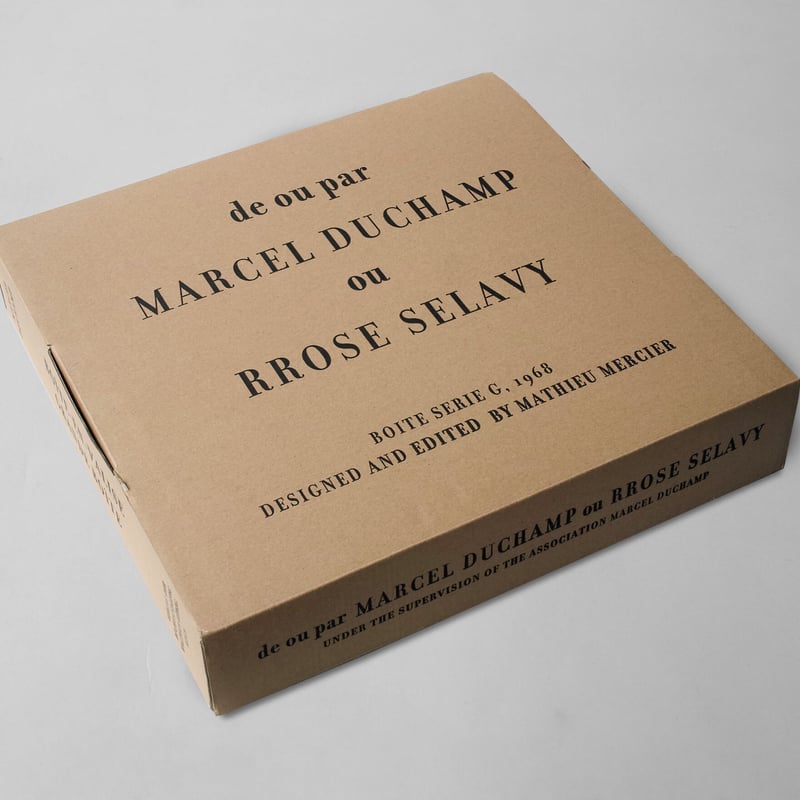 de ou par
MARCEL DUCHAMP
ou
RROSE SELAVY
BOITE SERIE G, 1968
DESIGNED AND EDITED BY MATHIEU MERCIER
de ou par MARCEL DUCHAMP ou RROSE SELAVY
UNDER THE SUPERVISION OF THE ASSOCIATION MARCEL DUCHAMP